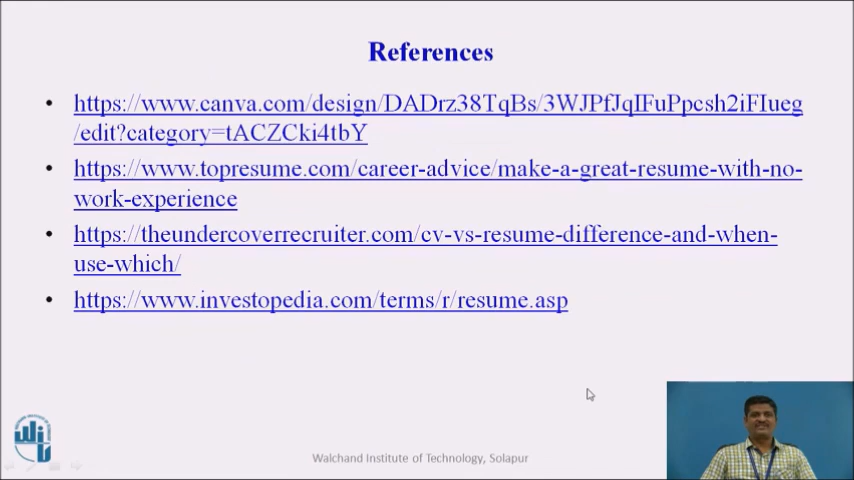 References
• https://www.canva.com/design/DADrz38TqBs/3WJPfJqIFuPpcsh2iFIueg
/edit?category=tACZCki4tbY
• https://www.topresume.com/career-advice/make-a-great-resume-with-no-
work-experience
• https://theundercoverrecruiter.com/cv-vs-resume-difference-and-when-
use-which/
• https://www.investopedia.com/terms/r/resume.asp
Walchand Institute of Technology, Solapur